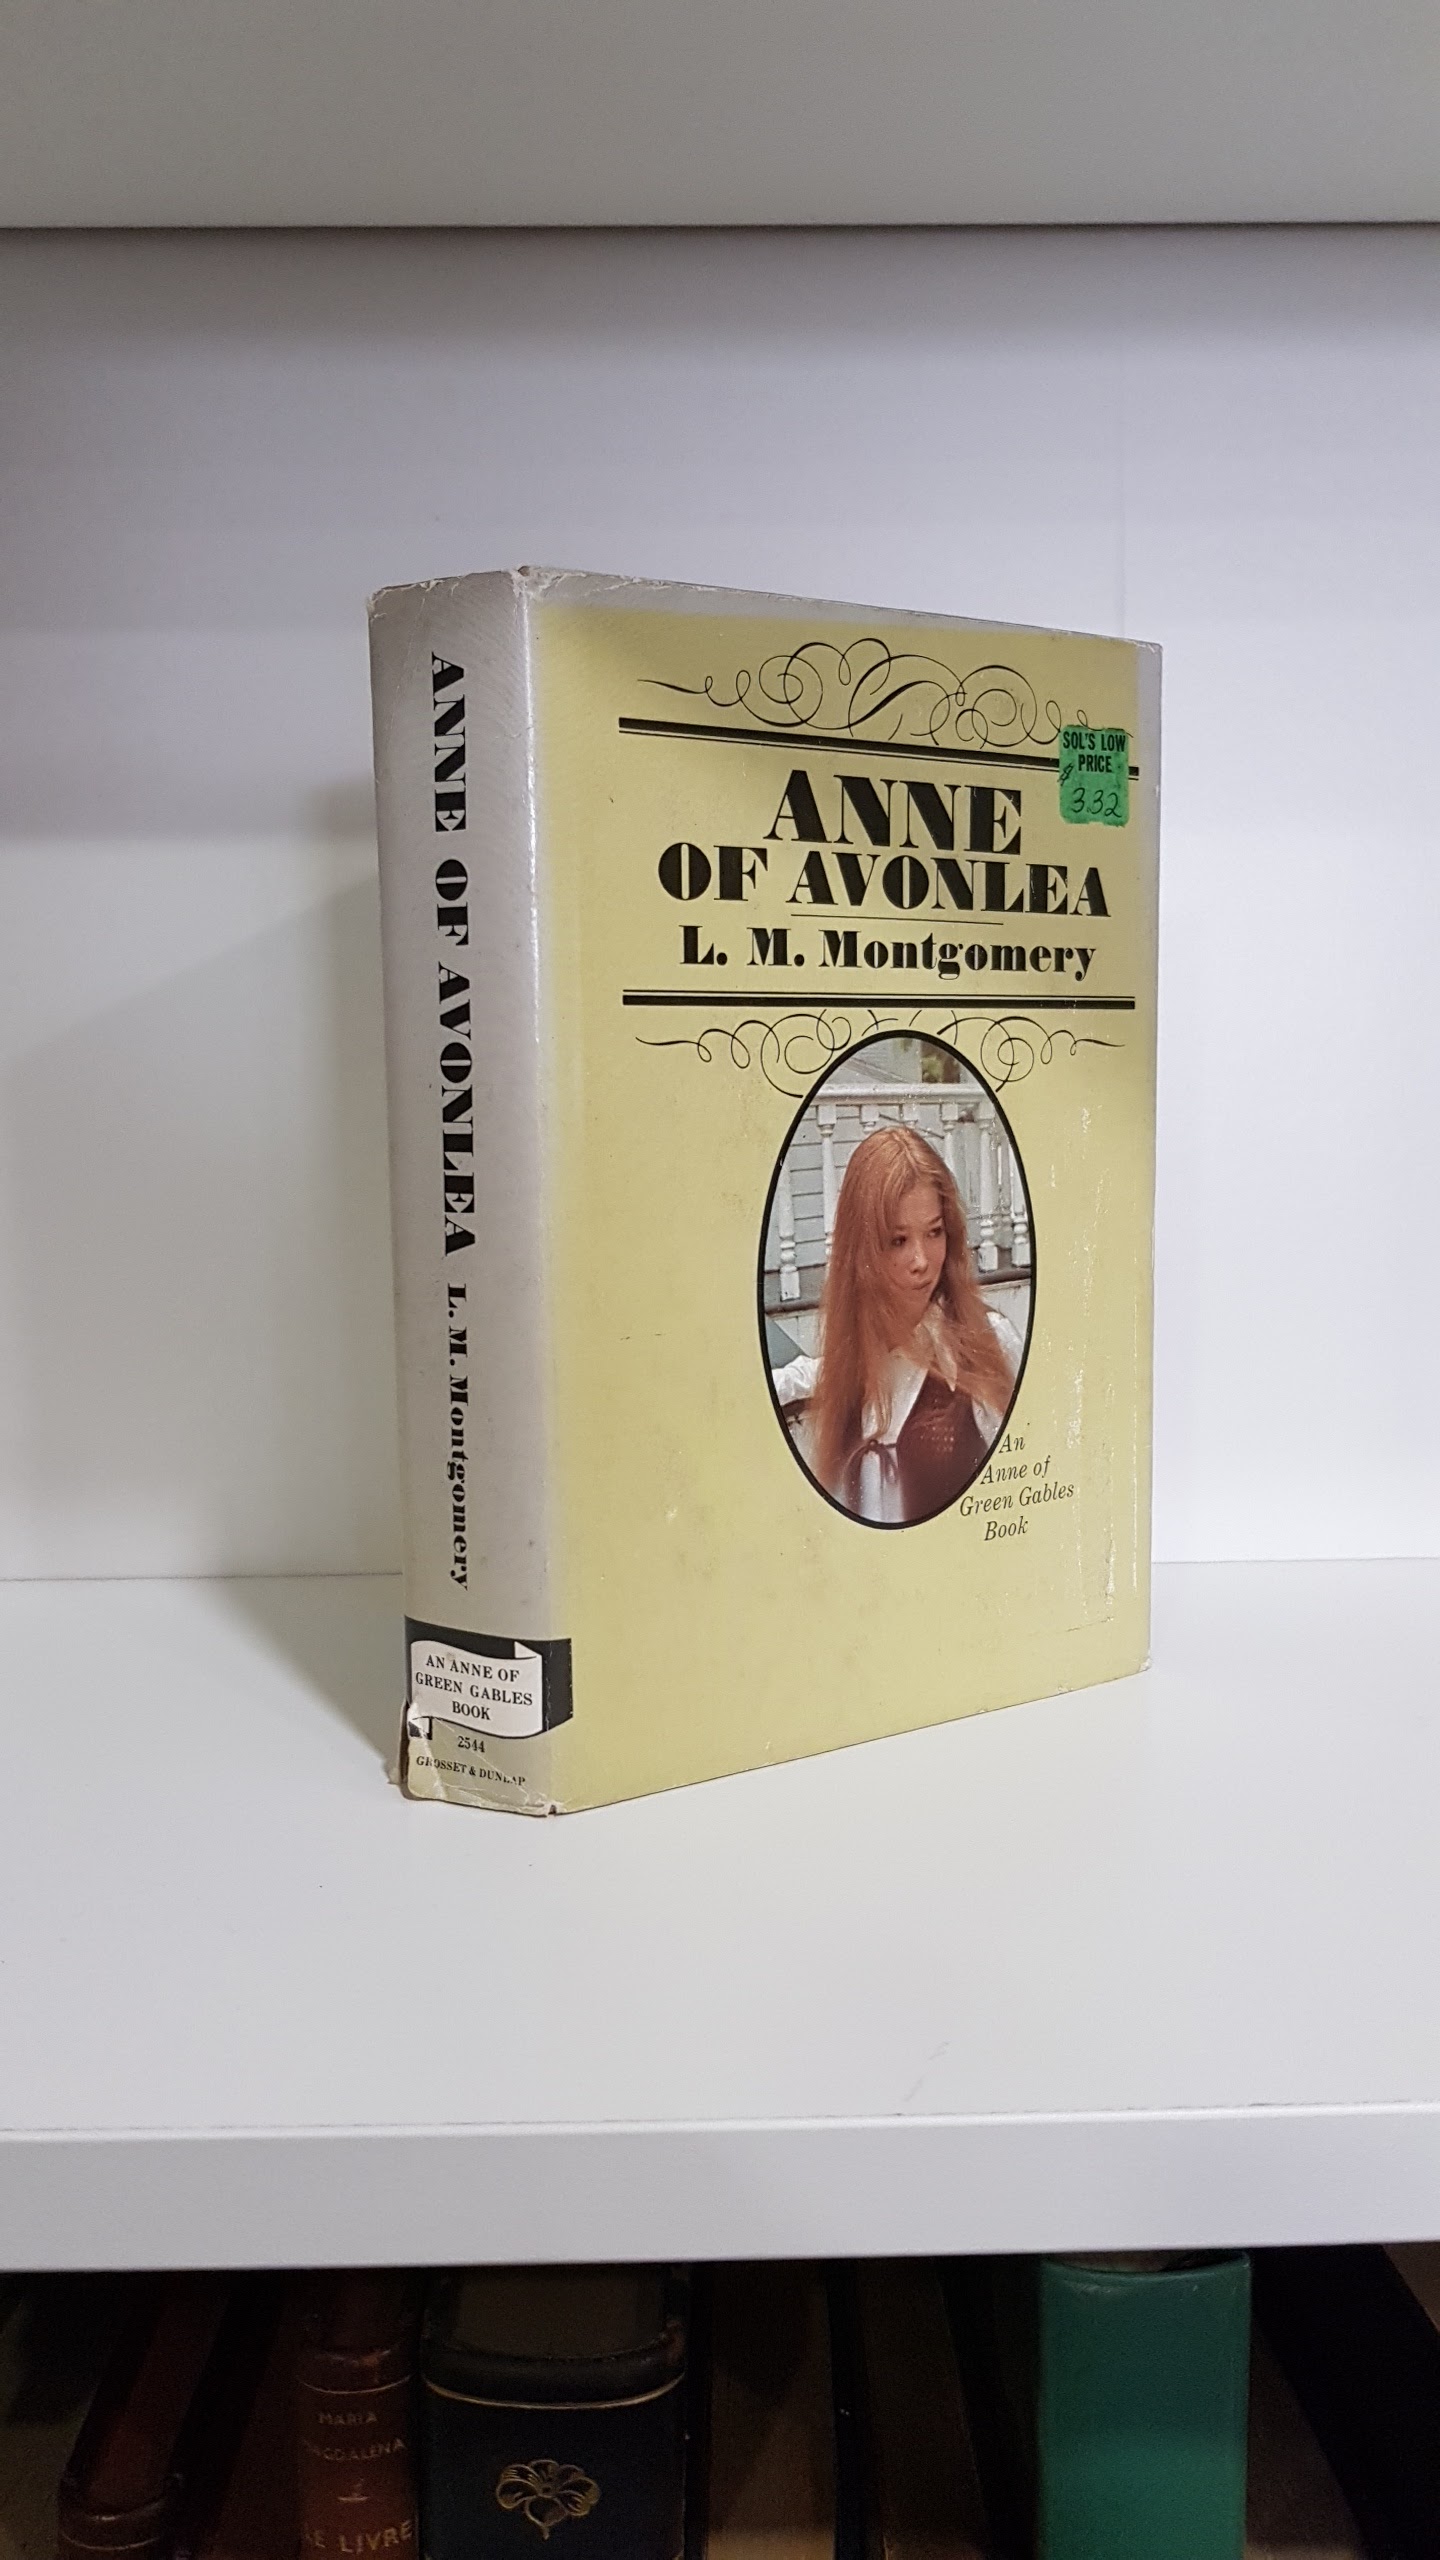 ANNE OF AVONLEA L. M. Montgomery
AN ANNE OF
GREEN GABLES
BOOK
2544
GROSSET & DUNLAP
SOL'S LOW
PRICE
$ 3.32
ANNE
OF AVONLEA
L. M. Montgomery
An
Anne of
Green Gables
Book
MARIA
MAGDALENA
LE LIVRE